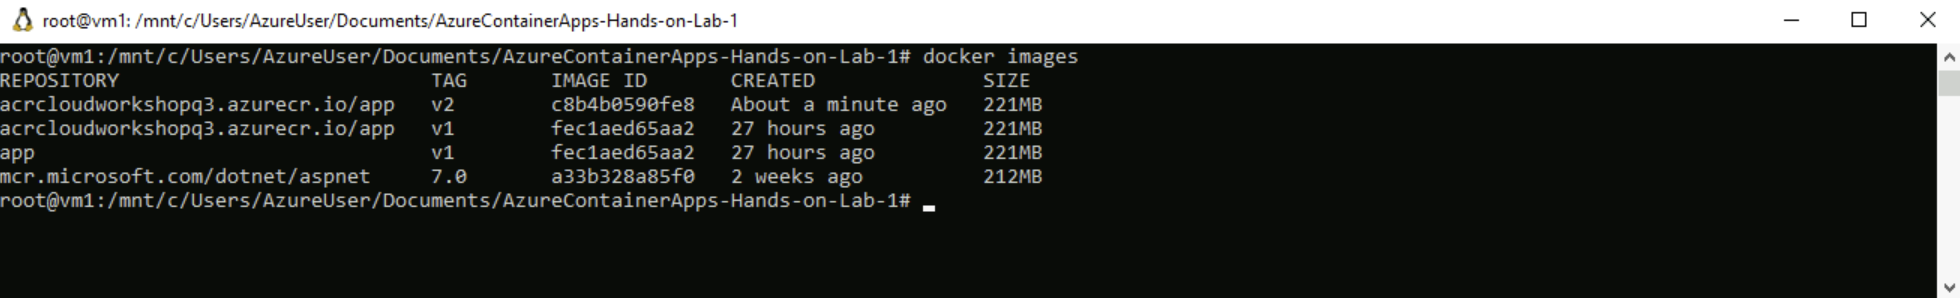 root@vm1: /mnt/c/Users/AzureUser/Documents/AzureContainerApps-Hands-on-Lab-1
root@vm1:/mnt/c/Users/AzureUser/Documents/AzureContainerApps-Hands-on-Lab-1# docker images
REPOSITORY                          TAG       IMAGE ID       CREATED              SIZE
acrcloudworkshopq3.azurecr.io/app   v2        c8b4b0590fe8   About a minute ago   221MB
acrcloudworkshopq3.azurecr.io/app   v1        fec1aed65aa2   27 hours ago         221MB
app                                 v1        fec1aed65aa2   27 hours ago         221MB
mcr.microsoft.com/dotnet/aspnet     7.0       a33b328a85f0   2 weeks ago          212MB
root@vm1:/mnt/c/Users/AzureUser/Documents/AzureContainerApps-Hands-on-Lab-1#